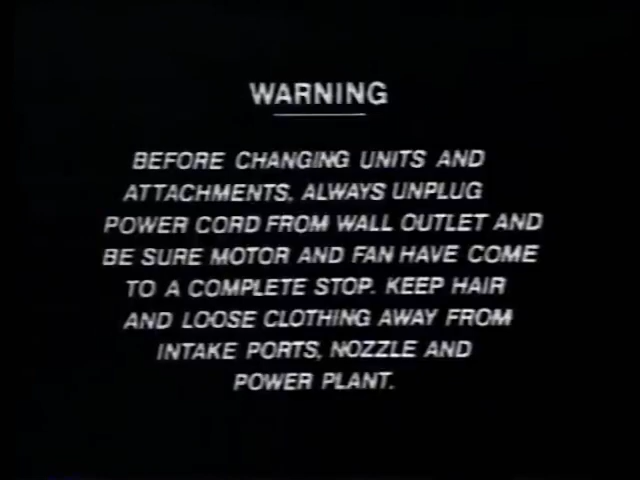 WARNING
BEFORE CHANGING UNITS AND
ATTACHMENTS, ALWAYS UNPLUG
POWER CORD FROM WALL OUTLET AND
BE SURE MOTOR AND FAN HAVE COME
TO A COMPLETE STOP. KEEP HAIR
AND LOOSE CLOTHING AWAY FROM
INTAKE PORTS, NOZZLE AND
POWER PLANT.